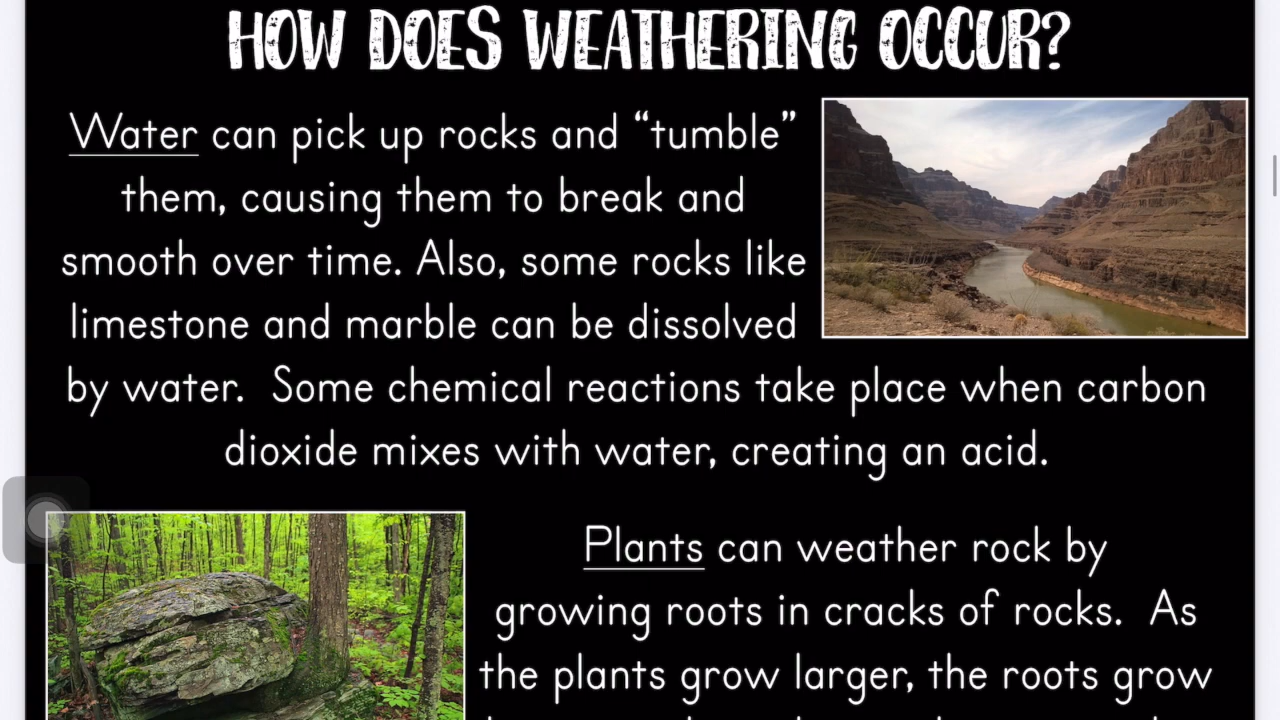 HOW DOES WEATHERING OCCUR?
Water can pick up rocks and “tumble”
them, causing them to break and
smooth over time. Also, some rocks like
limestone and marble can be dissolved
by water. Some chemical reactions take place when carbon
dioxide mixes with water, creating an acid.
Plants can weather rock by
growing roots in cracks of rocks. As
the plants grow larger, the roots grow